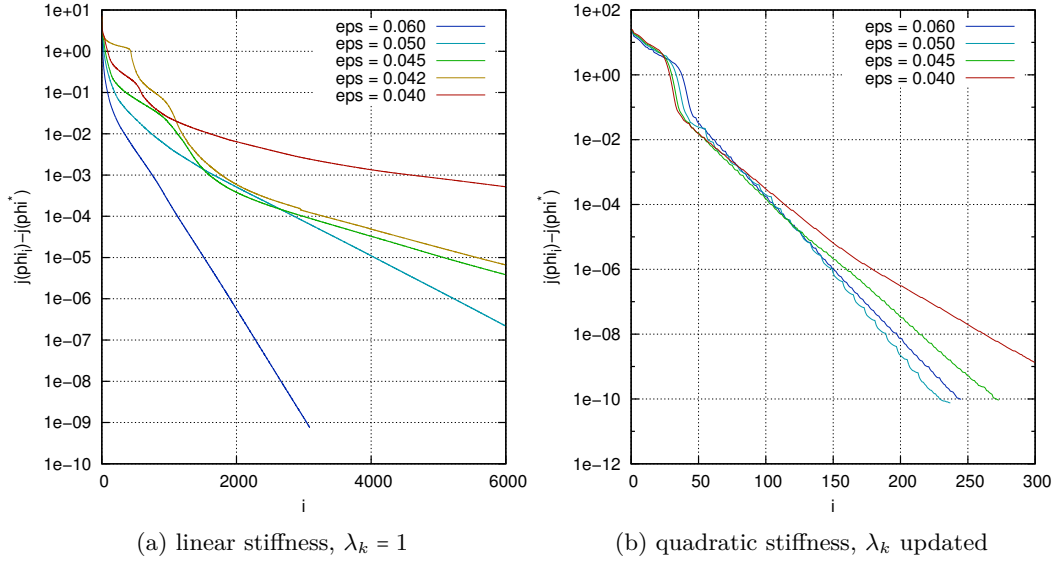 1e+01
1e+00
1e−01
1e−02
1e−03
1e−04
1e−05
1e−06
1e−07
1e−08
1e−09
1e−10
j(phi_i)−j(phi^*)
eps = 0.060
eps = 0.050
eps = 0.045
eps = 0.042
eps = 0.040
0 2000 4000 6000
i
(a) linear stiffness, λ_k = 1
1e+02
1e+00
1e−02
1e−04
1e−06
1e−08
1e−10
1e−12
j(phi_i)−j(phi^*)
eps = 0.060
eps = 0.050
eps = 0.045
eps = 0.040
0 50 100 150 200 250 300
i
(b) quadratic stiffness, λ_k updated